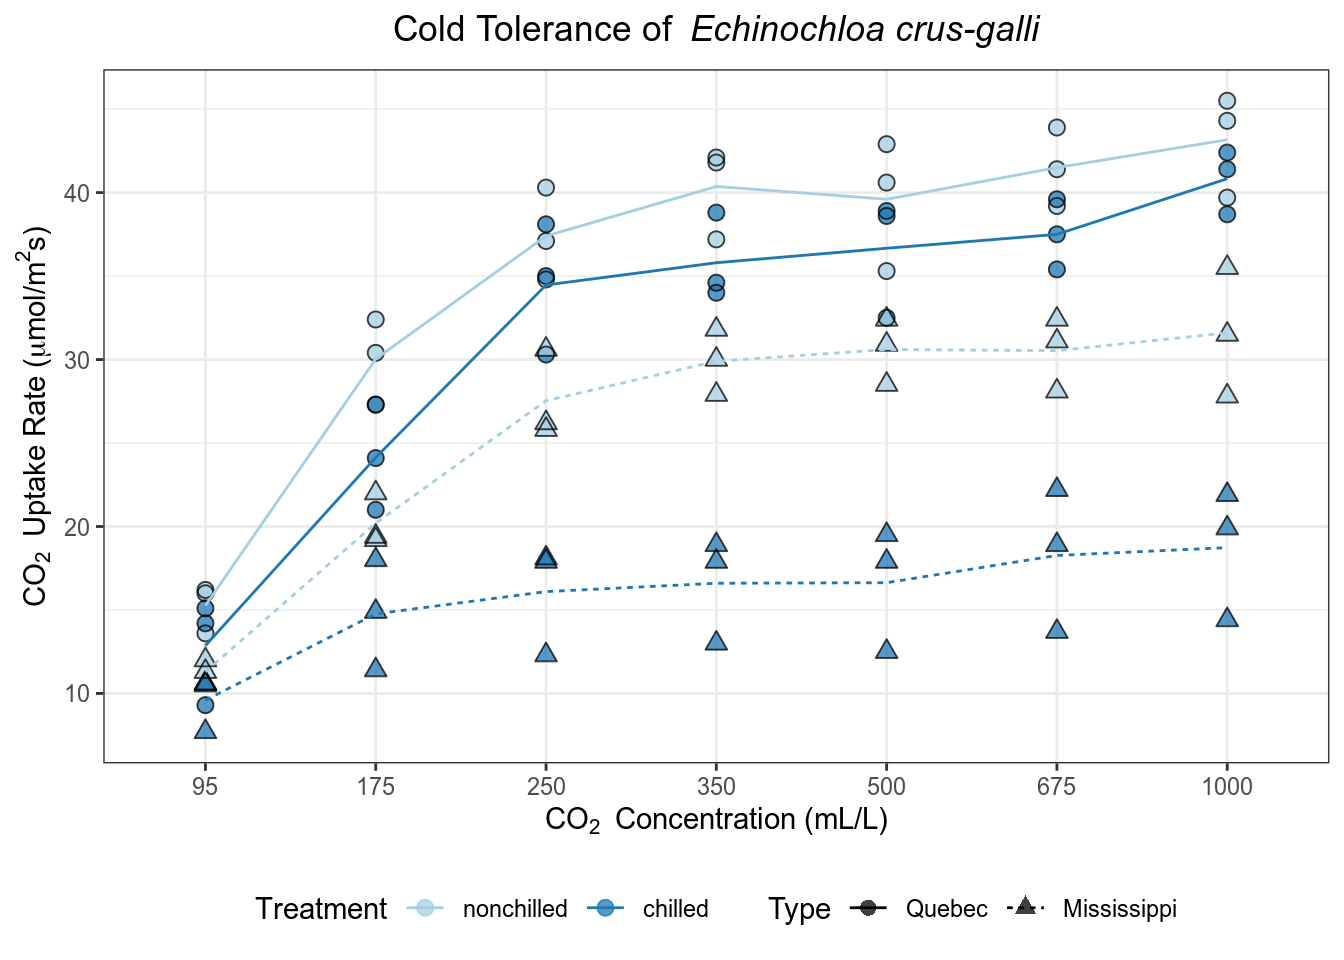 Cold Tolerance of Echinochloa crus-galli
CO₂ Uptake Rate (μmol/m²s)
40
30
20
10
95 175 250 350 500 675 1000
CO₂ Concentration (mL/L)
Treatment nonchilled chilled Type Quebec Mississippi